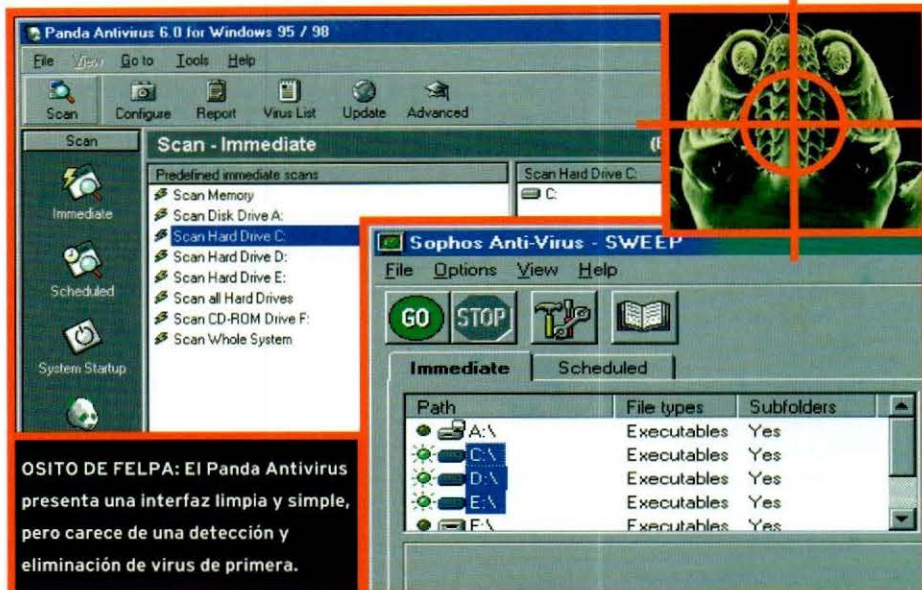 Panda Antivirus 6.0 for Windows 95 / 98
File View Go to Tools Help
Scan Configure Report Virus List Update Advanced
Scan
Immediate
Scheduled
System Startup
Scan - Immediate
Predefined immediate scans
Scan Memory
Scan Disk Drive A:
Scan Hard Drive C:
Scan Hard Drive D:
Scan Hard Drive E:
Scan all Hard Drives
Scan CD-ROM Drive F:
Scan Whole System
Scan Hard Drive C:
C:
Sophos Anti-Virus - SWEEP
File Options View Help
GO STOP
Immediate Scheduled
Path File types Subfolders
A:\ Executables Yes
C:\ Executables Yes
D:\ Executables Yes
E:\ Executables Yes
F:\ Executables Yes
OSITO DE FELPA: El Panda Antivirus
presenta una interfaz limpia y simple,
pero carece de una detección y
eliminación de virus de primera.